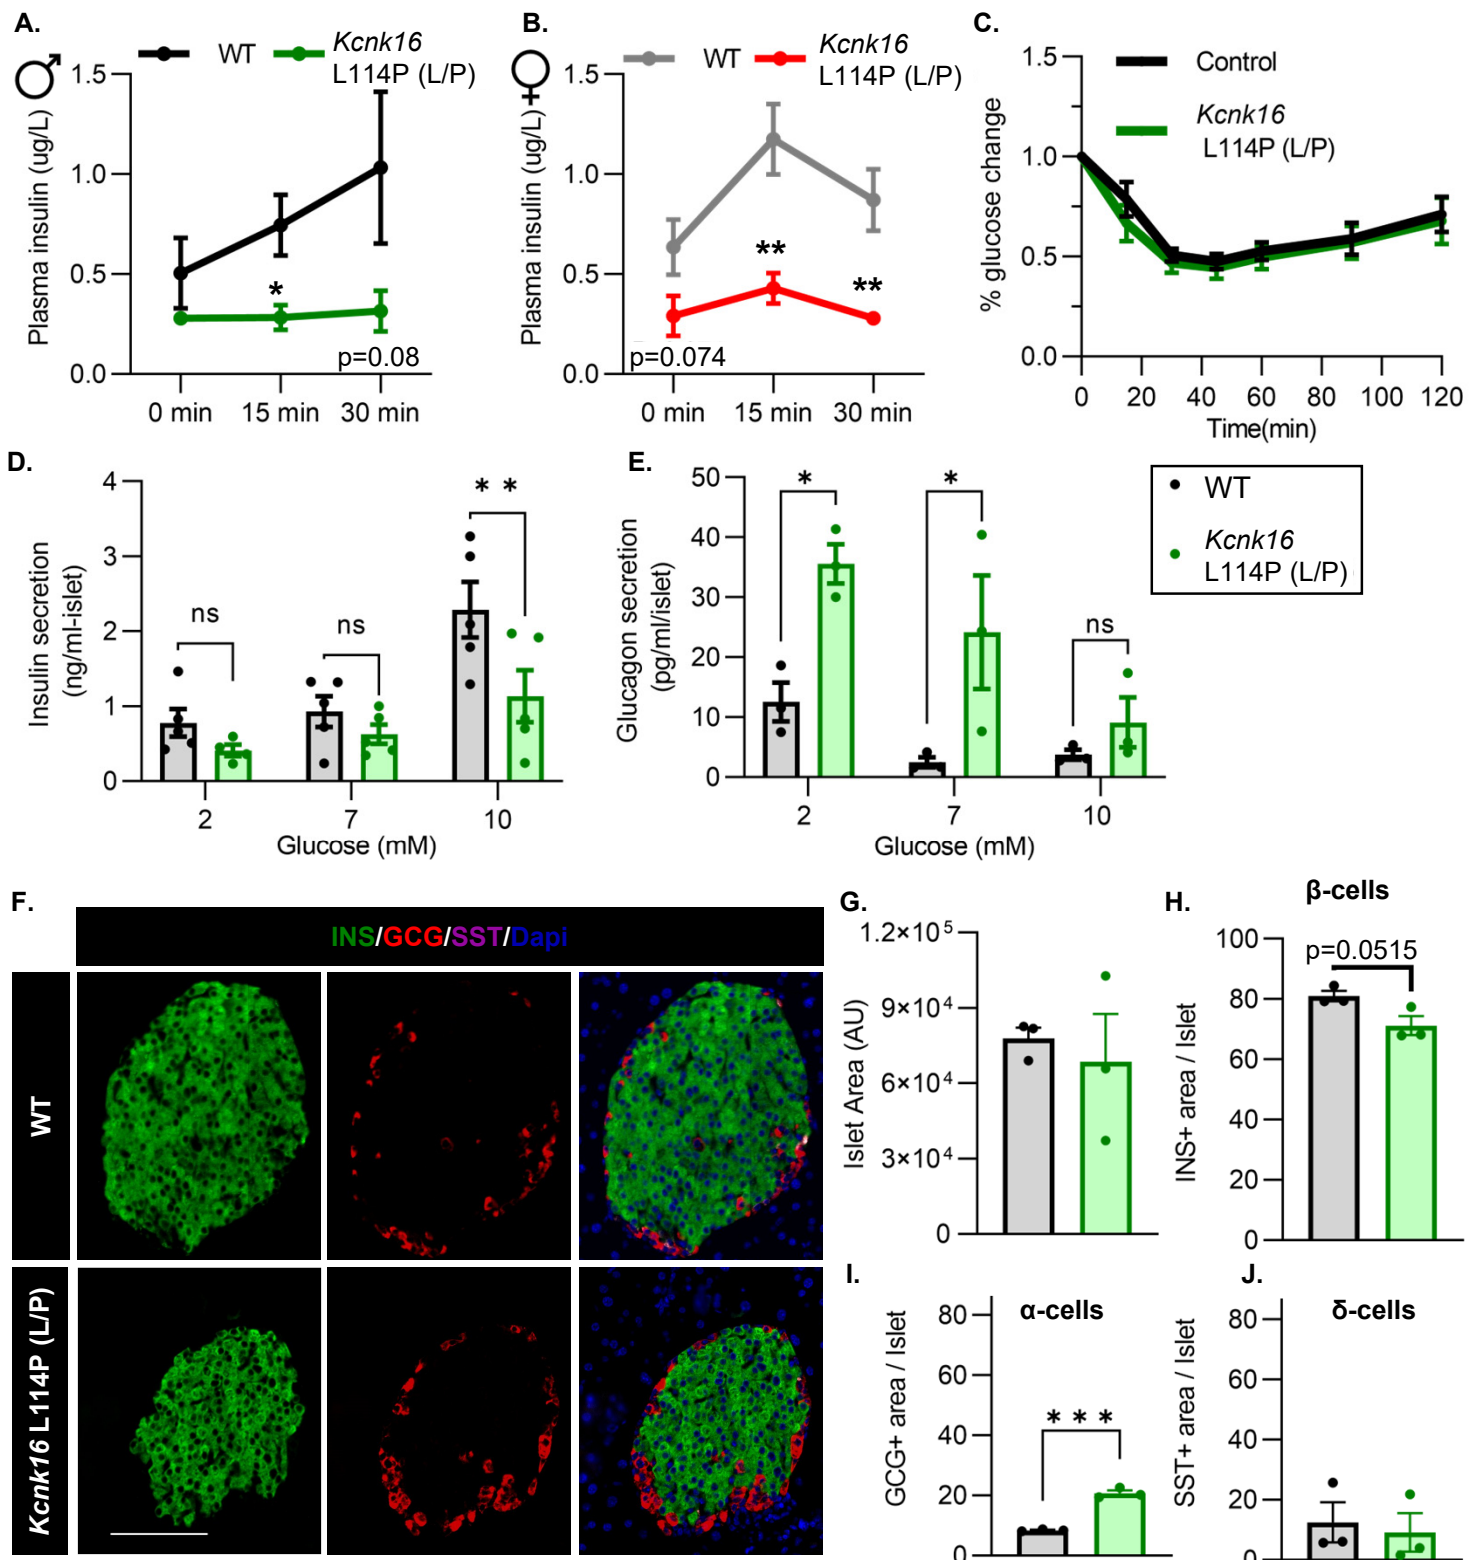 A.
WT
Kcnk16
L114P (L/P)
Plasma insulin (ug/L)
1.5
1.0
0.5
0.0
*
p=0.08
0 min
15 min
30 min
B.
WT
Kcnk16
L114P (L/P)
Plasma insulin (ug/L)
1.5
1.0
0.5
0.0
**
**
p=0.074
0 min
15 min
30 min
C.
Control
Kcnk16
L114P (L/P)
% glucose change
1.5
1.0
0.5
0.0
0 20 40 60 80 100 120
Time(min)
D.
Insulin secretion
(ng/ml-islet)
4
3
2
1
0
ns
ns
* *
2 7 10
Glucose (mM)
E.
Glucagon secretion
(pg/ml/islet)
50
40
30
20
10
0
*
*
ns
2 7 10
Glucose (mM)
WT
Kcnk16
L114P (L/P)
F.
INS/GCG/SST/Dapi
WT
Kcnk16 L114P (L/P)
G.
Islet Area (AU)
1.2×10⁵
9×10⁴
6×10⁴
3×10⁴
0
H.
β-cells
INS+ area / Islet
100
80
60
40
20
0
p=0.0515
I.
α-cells
GCG+ area / Islet
80
60
40
20
0
* * *
J.
δ-cells
SST+ area / Islet
80
60
40
20
0